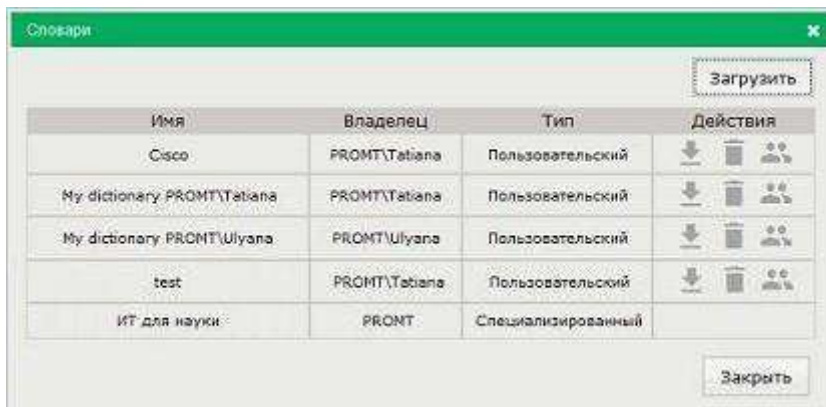 Словари
Загрузить
Имя Владелец Тип Действия
Cisco PROMT\Tatiana Пользовательский
My dictionary PROMT\Tatiana PROMT\Tatiana Пользовательский
My dictionary PROMT\Ulyana PROMT\Ulyana Пользовательский
test PROMT\Tatiana Пользовательский
ИТ для науки PROMT Специализированный
Закрыть